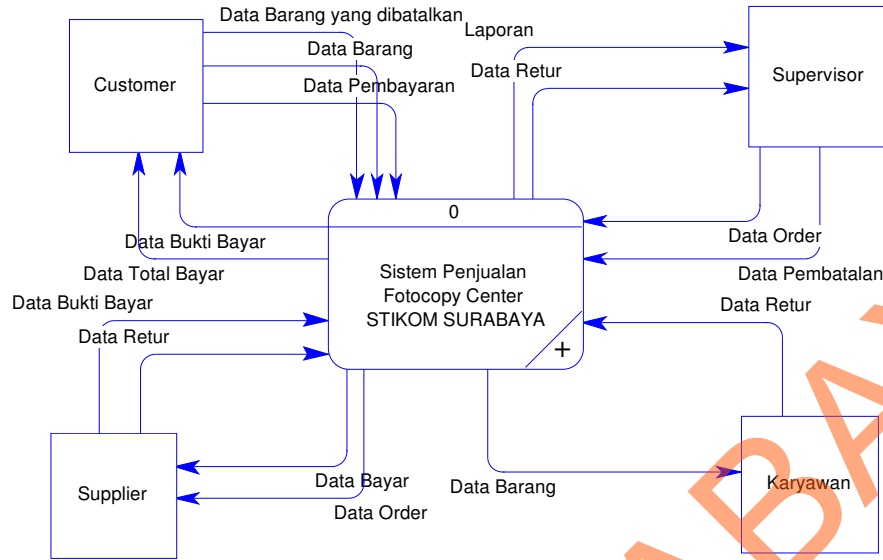 Data Barang yang dibatalkan
Data Barang
Data Pembayaran
Laporan
Data Retur
Customer
Supervisor
0
Sistem Penjualan
Fotocopy Center
STIKOM SURABAYA
+
Data Bukti Bayar
Data Total Bayar
Data Order
Data Pembatalan
Data Bukti Bayar
Data Retur
Data Retur
Supplier
Data Bayar
Data Order
Data Barang
Karyawan
ABA